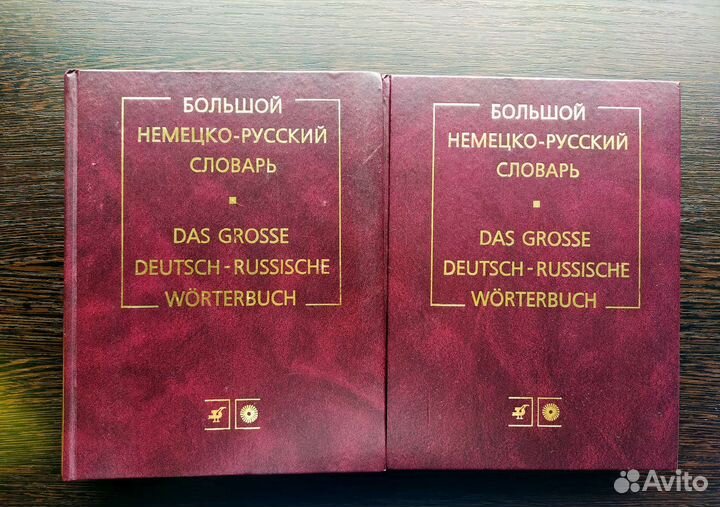 БОЛЬШОЙ
НЕМЕЦКО-РУССКИЙ
СЛОВАРЬ
DAS GROSSE
DEUTSCH-RUSSISCHE
WÖRTERBUCH
БОЛЬШОЙ
НЕМЕЦКО-РУССКИЙ
СЛОВАРЬ
DAS GROSSE
DEUTSCH-RUSSISCHE
WÖRTERBUCH
Avito